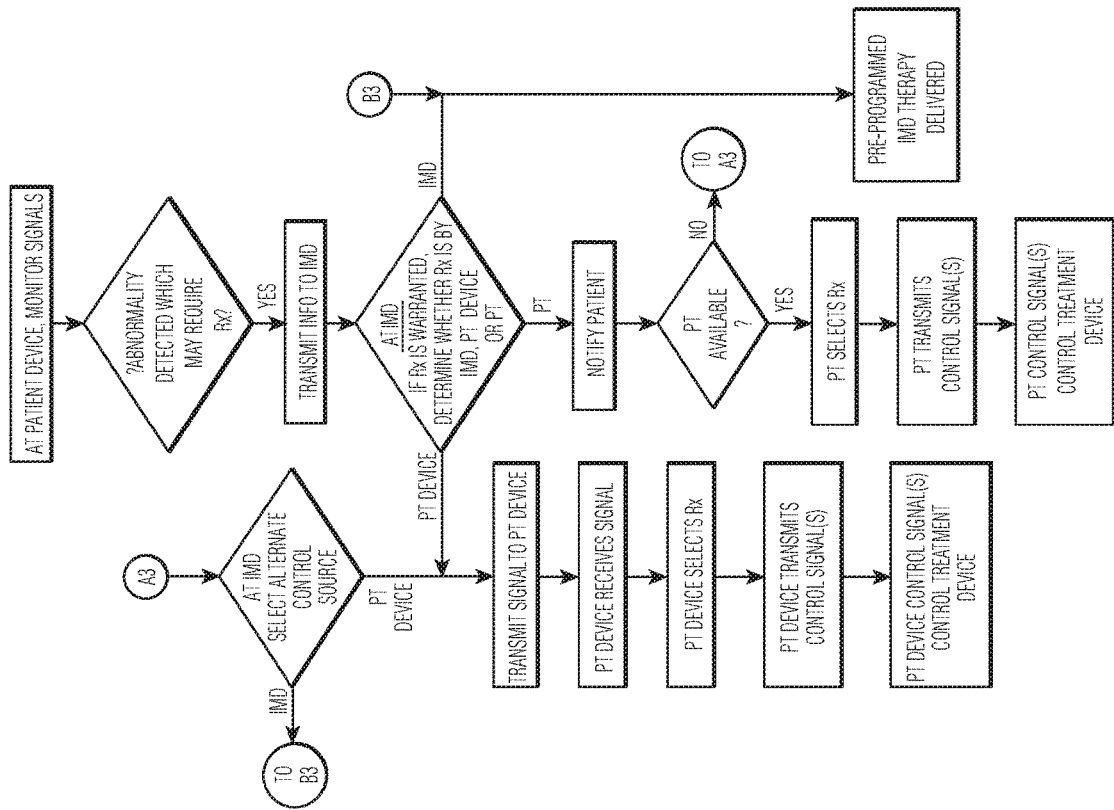 AT PATIENT DEVICE, MONITOR SIGNALS
?ABNORMALITY
DETECTED WHICH
MAY REQUIRE
Rx?
YES
TRANSMIT INFO TO IMD
AT IMD
IF Rx IS WARRANTED,
DETERMINE WHETHER Rx IS BY
IMD, PT DEVICE
OR PT
IMD
B3
PRE-PROGRAMMED
IMD THERAPY
DELIVERED
PT
NOTIFY PATIENT
PT
AVAILABLE
?
NO
TO
A3
YES
PT SELECTS Rx
PT TRANSMITS
CONTROL SIGNAL(S)
PT CONTROL SIGNAL(S)
CONTROL TREATMENT
DEVICE
PT DEVICE
A3
AT IMD
SELECT ALTERNATE
CONTROL
SOURCE
IMD
TO
B3
PT
DEVICE
TRANSMIT SIGNAL TO PT DEVICE
PT DEVICE RECEIVES SIGNAL
PT DEVICE SELECTS Rx
PT DEVICE TRANSMITS
CONTROL SIGNAL(S)
PT DEVICE CONTROL SIGNAL(S)
CONTROL TREATMENT
DEVICE